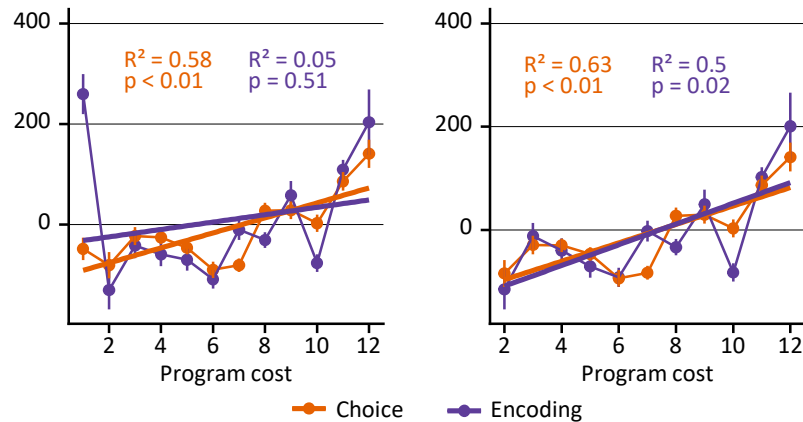 400
200
0
R² = 0.58
p < 0.01
R² = 0.05
p = 0.51
2 4 6 8 10 12
Program cost
400
200
0
R² = 0.63
p < 0.01
R² = 0.5
p = 0.02
2 4 6 8 10 12
Program cost
Choice Encoding